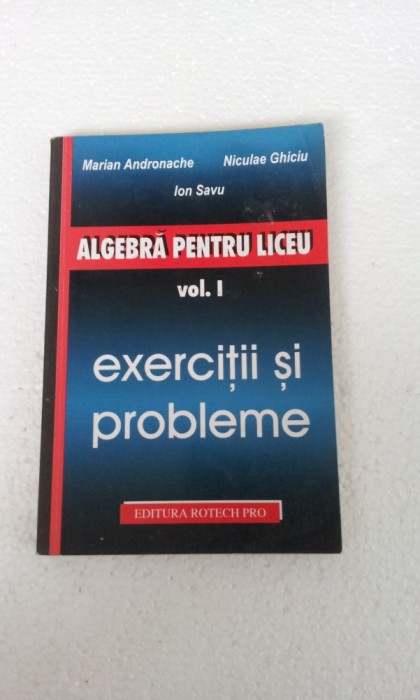 Marian Andronache Niculae Ghiciu
Ion Savu
ALGEBRĂ PENTRU LICEU
vol. I
exerciții și
probleme
EDITURA ROTECH PRO